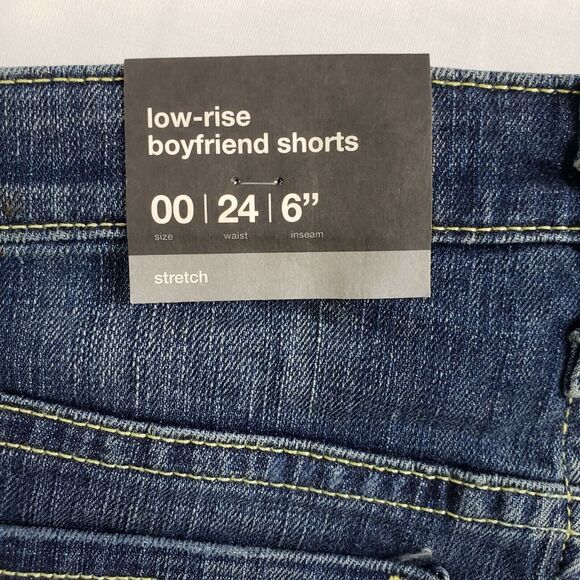 low-rise
boyfriend shorts
00 | 24 | 6”
size waist inseam
stretch